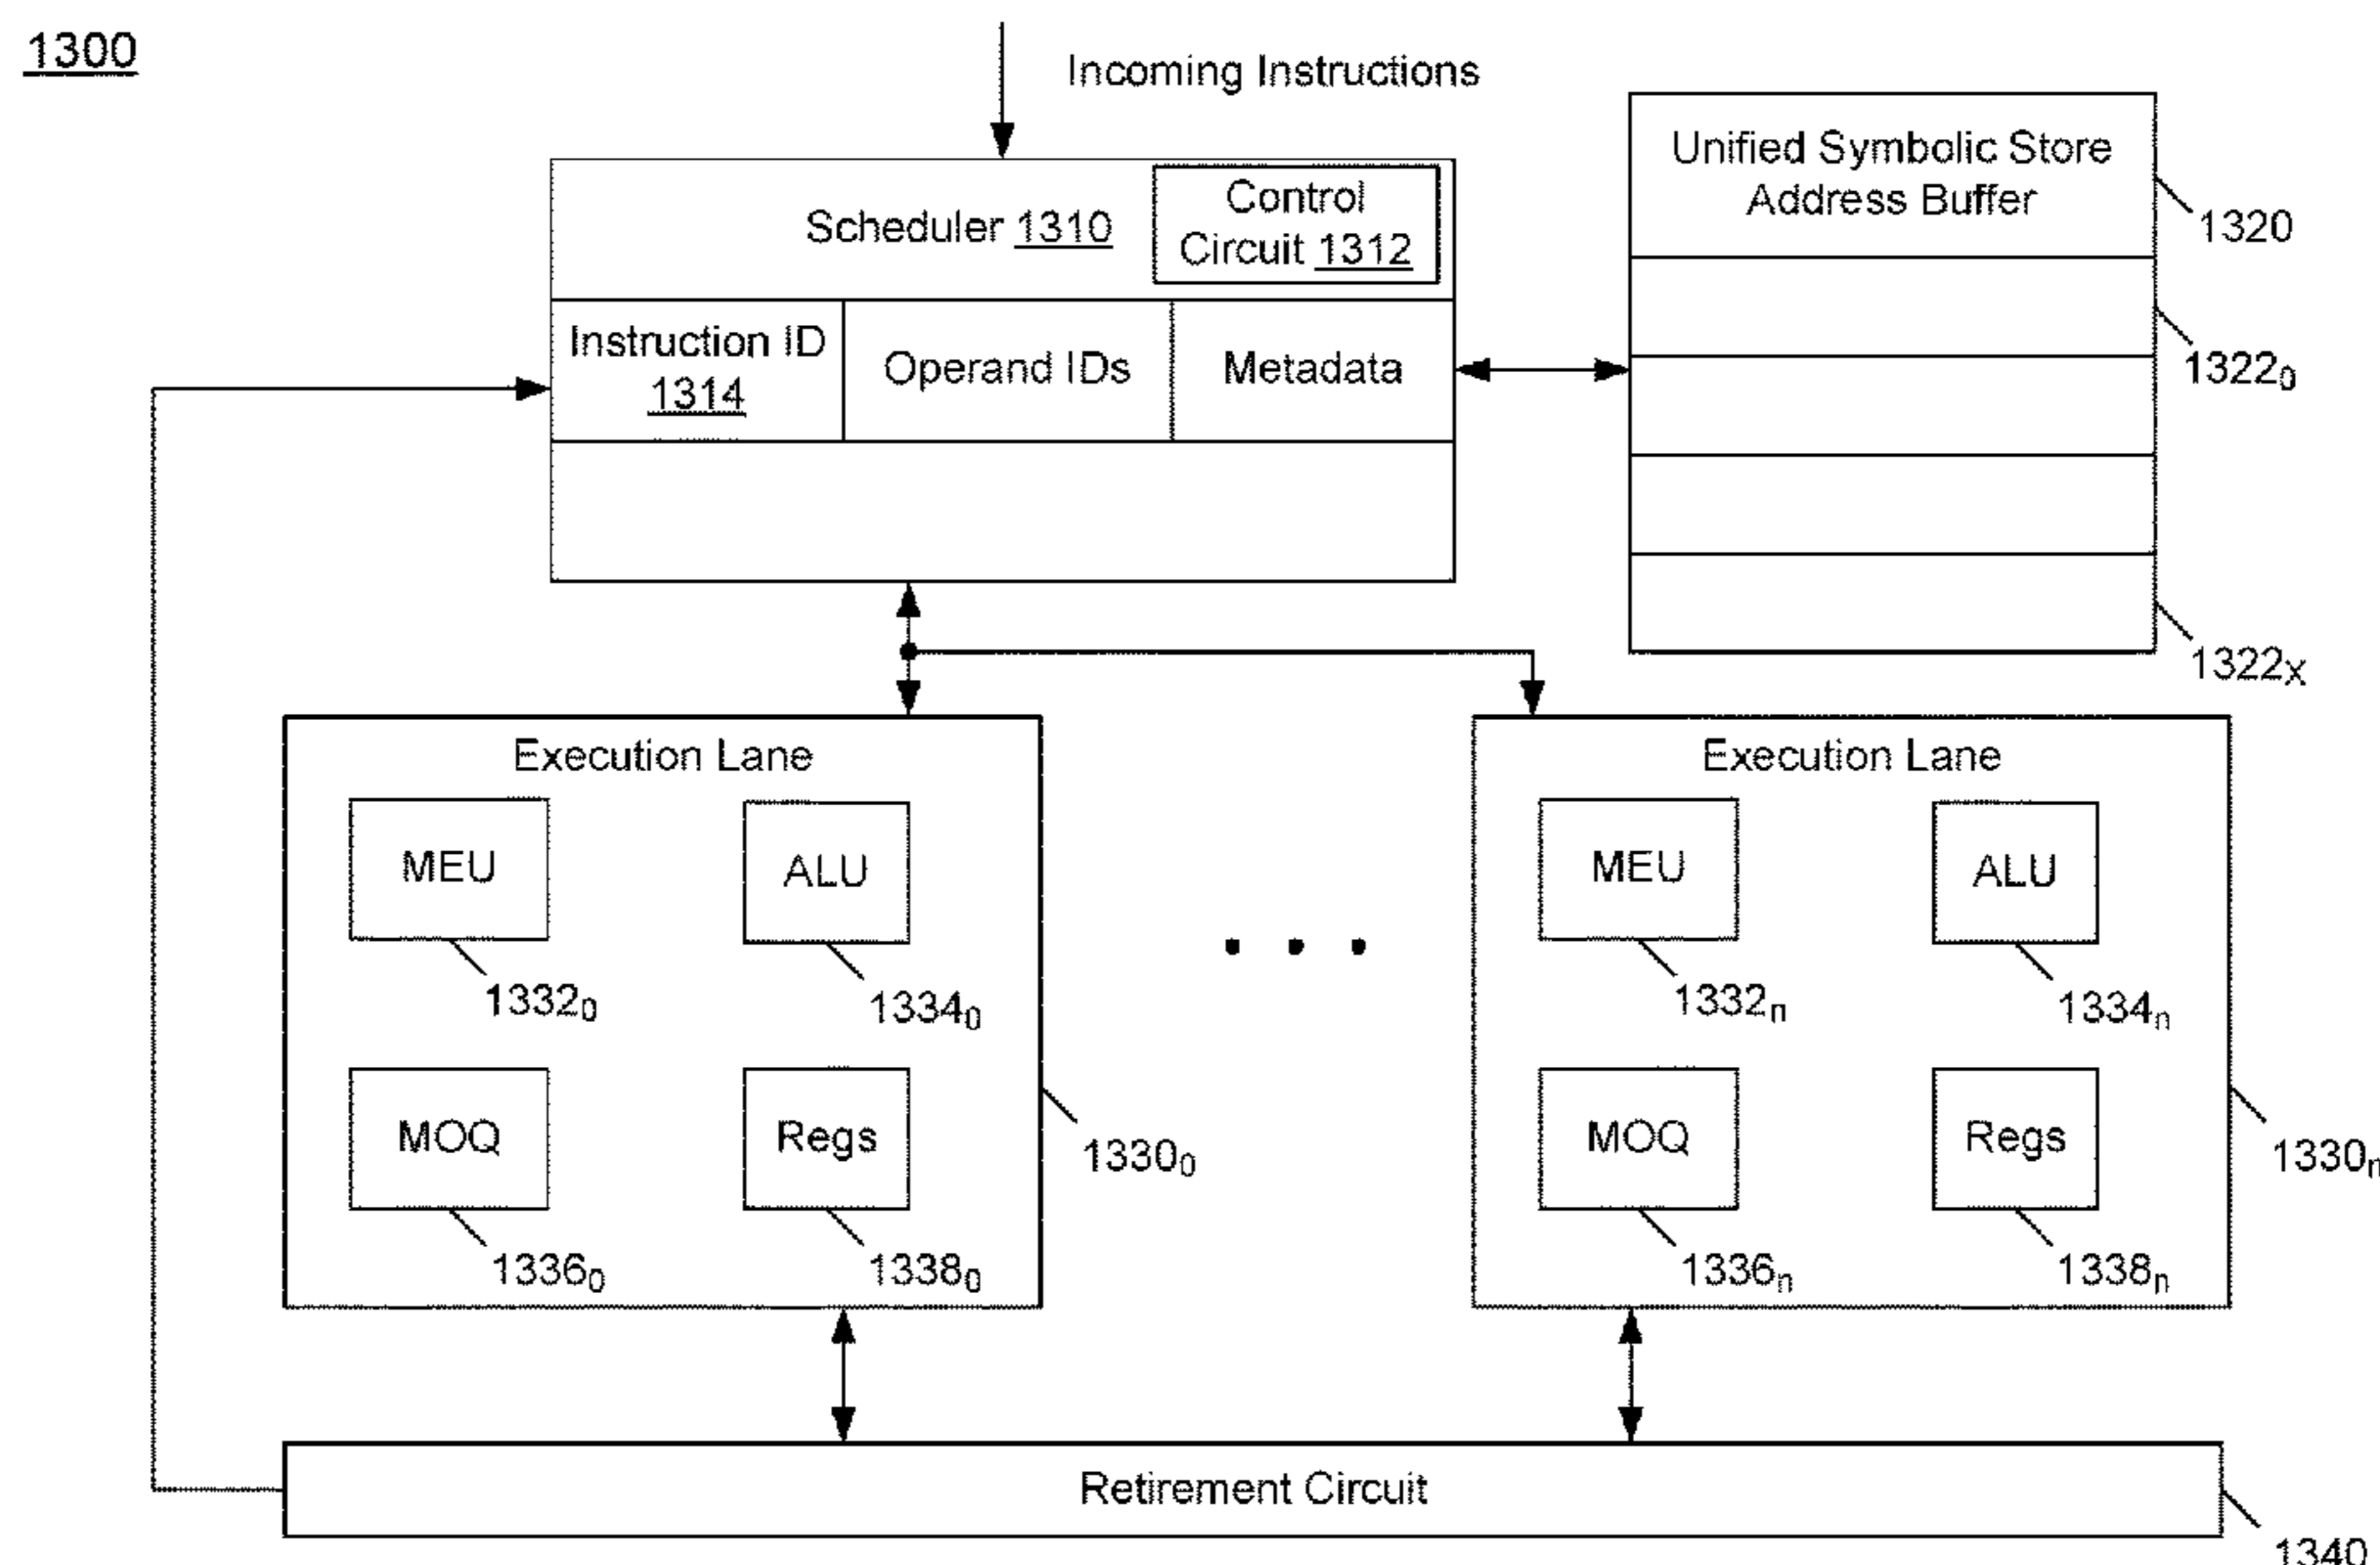 1300
Incoming Instructions
Unified Symbolic Store
Address Buffer
1320
Scheduler 1310
Control
Circuit 1312
Instruction ID
1314
Operand IDs
Metadata
1322₀
1322ₓ
Execution Lane
MEU
1332₀
ALU
1334₀
MOQ
1336₀
Regs
1338₀
1330₀
Execution Lane
MEU
1332ₙ
ALU
1334ₙ
MOQ
1336ₙ
Regs
1338ₙ
1330ₙ
Retirement Circuit
1340